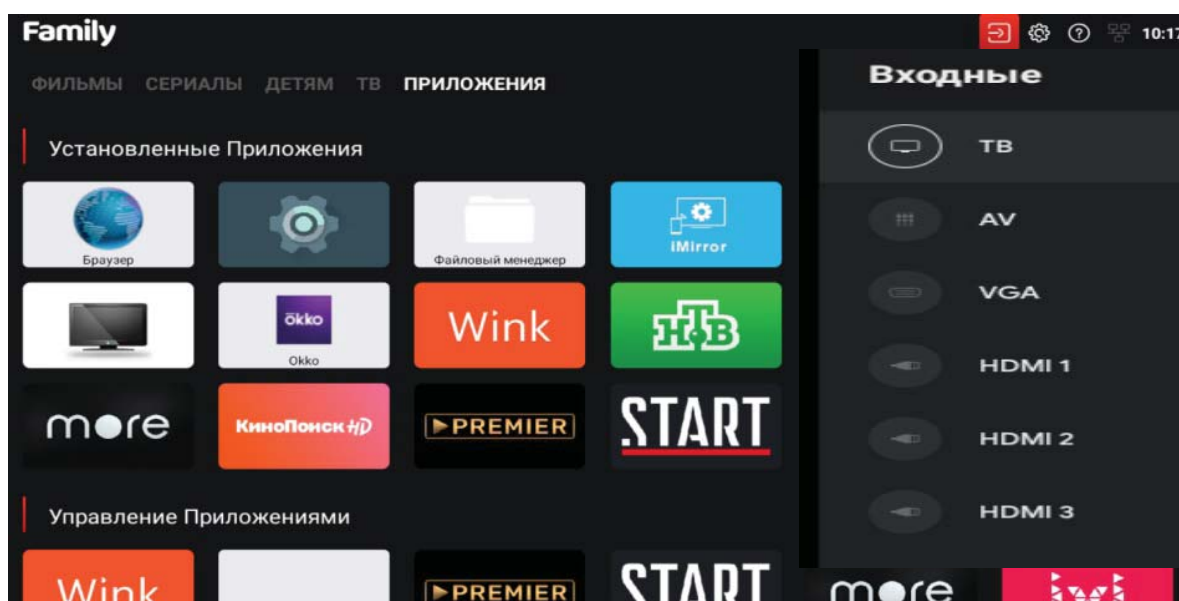 Family
10:17
ФИЛЬМЫ СЕРИАЛЫ ДЕТЯМ ТВ ПРИЛОЖЕНИЯ
Установленные Приложения
Браузер
Файловый менеджер
iMirror
ōkko
Okko
Wink
НТВ
more
КиноПоиск HD
PREMIER
START
Управление Приложениями
Wink
PREMIER
START
more
ivi
Входные
ТВ
AV
VGA
HDMI 1
HDMI 2
HDMI 3